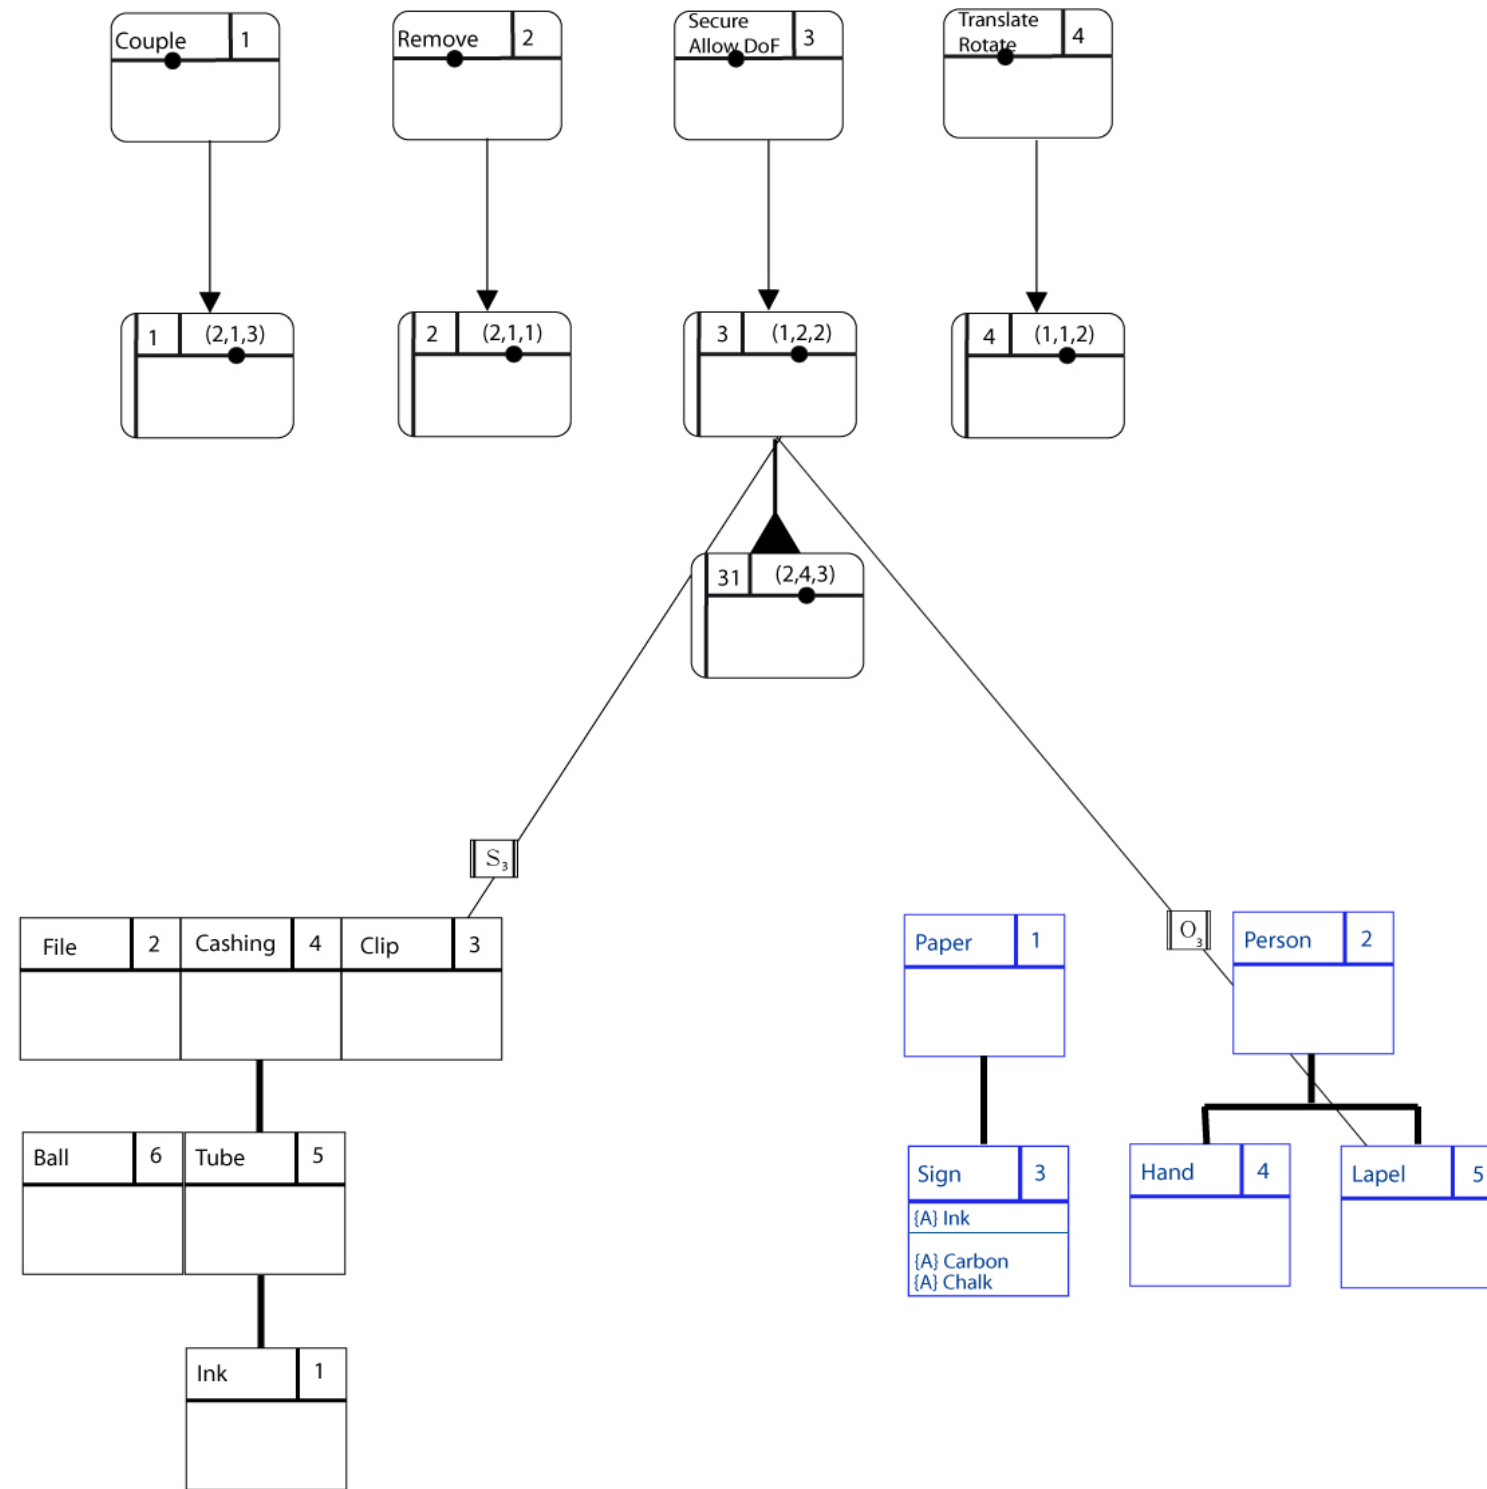 Couple 1
Remove 2
Secure
Allow DoF 3
Translate
Rotate 4
1 (2,1,3)
2 (2,1,1)
3 (1,2,2)
4 (1,1,2)
31 (2,4,3)
S3
File 2
Cashing 4
Clip 3
Paper 1
O3
Person 2
Ball 6
Tube 5
Sign 3
{A} Ink
{A} Carbon
{A} Chalk
Hand 4
Lapel 5
Ink 1